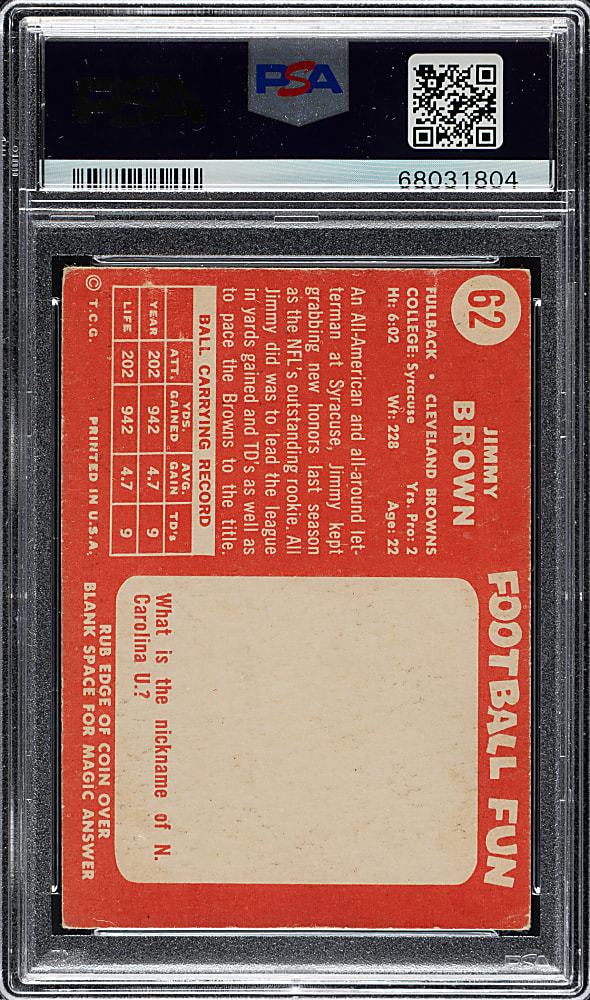 PSA
68031804
62
JIMMY
BROWN
FULLBACK • CLEVELAND BROWNS
COLLEGE: Syracuse Yrs. Pro: 2
Ht: 6:02 Wt: 228 Age: 22
An All-American and all-around let-
terman at Syracuse, Jimmy kept
grabbing new honors last season
as the NFL's outstanding rookie. All
Jimmy did was to lead the league
in yards gained and TD's as well as
to pace the Browns to the title.
BALL CARRYING RECORD
ATT. YDS. GAINED AVG. GAIN TD's
YEAR 202 942 4.7 9
LIFE 202 942 4.7 9
© T.C.G. PRINTED IN U.S.A.
FOOTBALL FUN
What is the nickname of N.
Carolina U.?
RUB EDGE OF COIN OVER
BLANK SPACE FOR MAGIC ANSWER
PSA